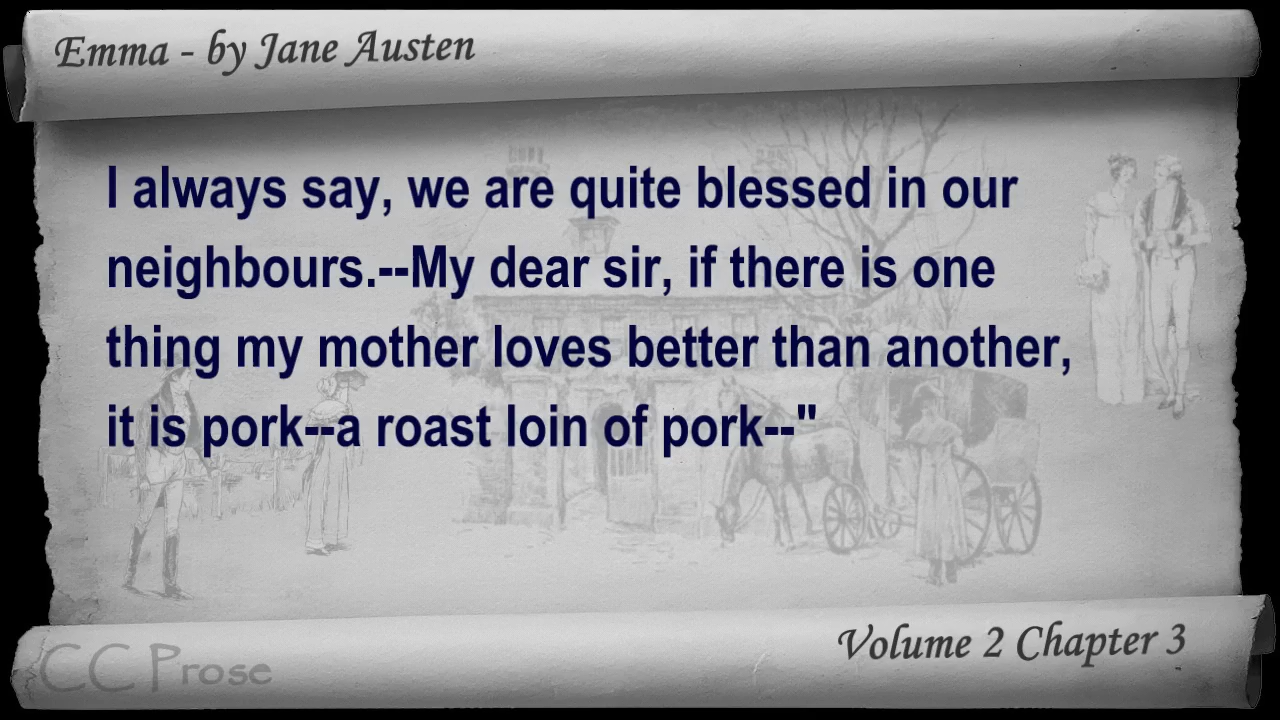 Emma - by Jane Austen
I always say, we are quite blessed in our
neighbours.--My dear sir, if there is one
thing my mother loves better than another,
it is pork--a roast loin of pork--"
Volume 2 Chapter 3
CC Prose